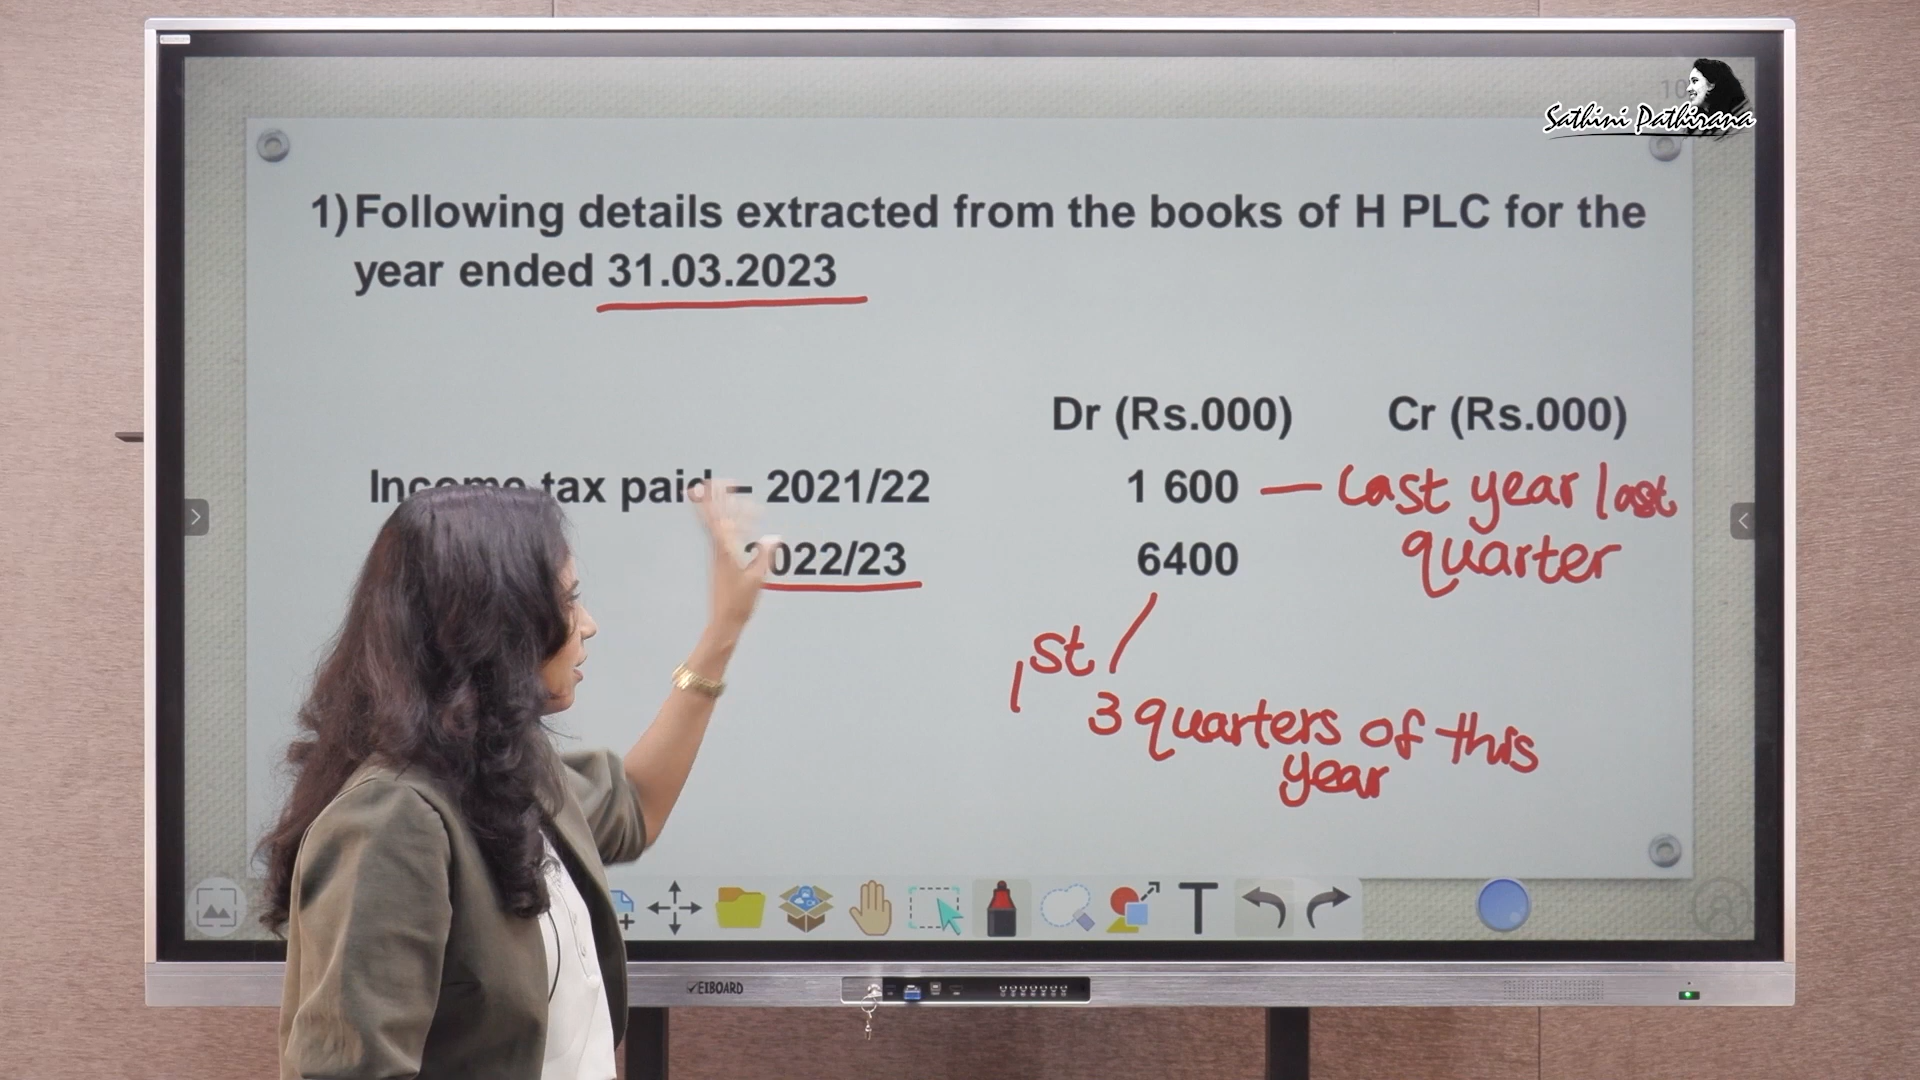 Sathini Pathirana
1) Following details extracted from the books of H PLC for the
year ended 31.03.2023
Dr (Rs.000) Cr (Rs.000)
Income tax paid – 2021/22 1 600 — Last year last
quarter
2022/23 6400
1st
3 quarters of this
year
T
EIBOARD